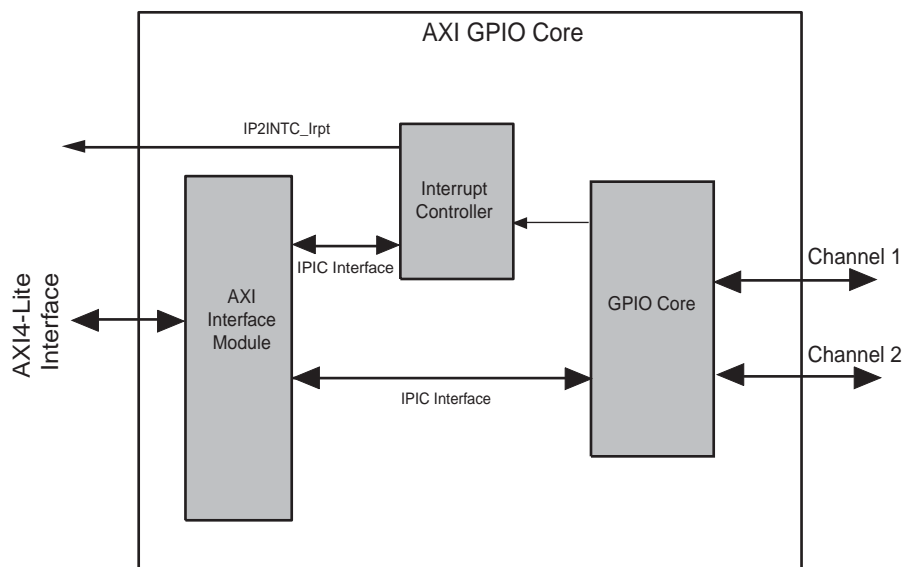 AXI GPIO Core
IP2INTC_Irpt
Interrupt
Controller
IPIC Interface
AXI
Interface
Module
AXI4-Lite
Interface
GPIO Core
Channel 1
Channel 2
IPIC Interface